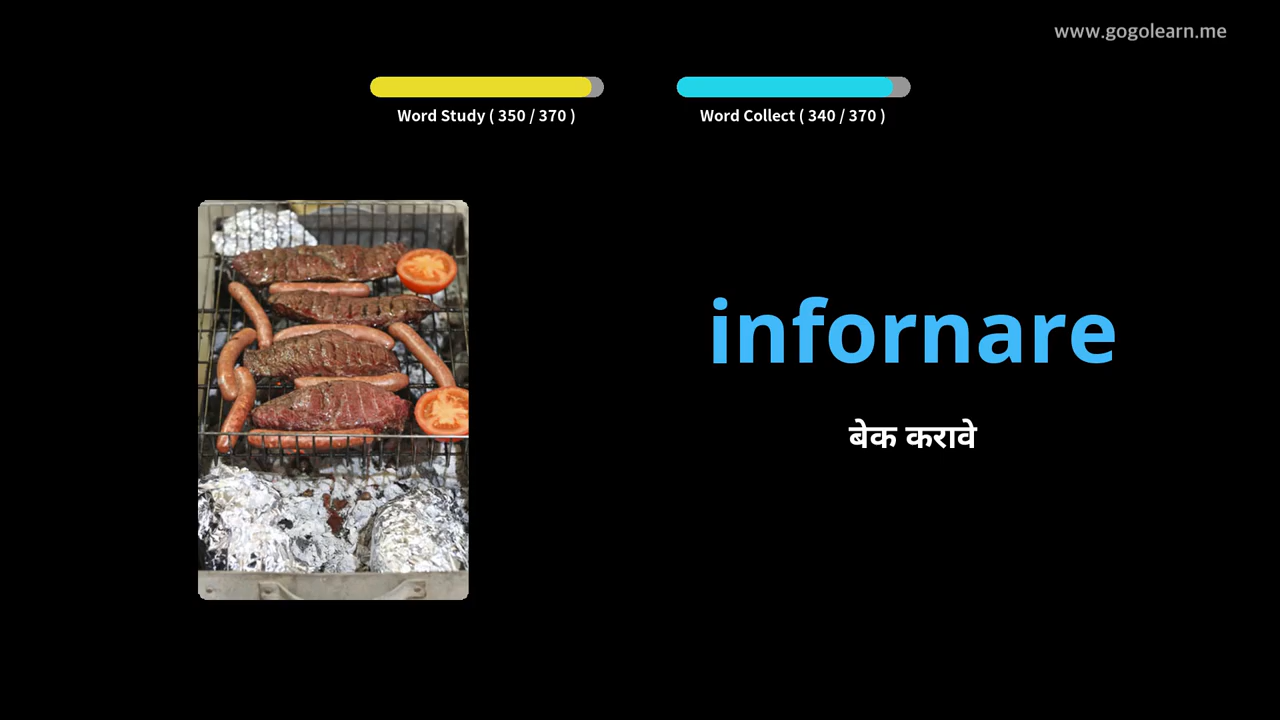 www.gogolearn.me
Word Study ( 350 / 370 )
Word Collect ( 340 / 370 )
infornare
बेक करावे